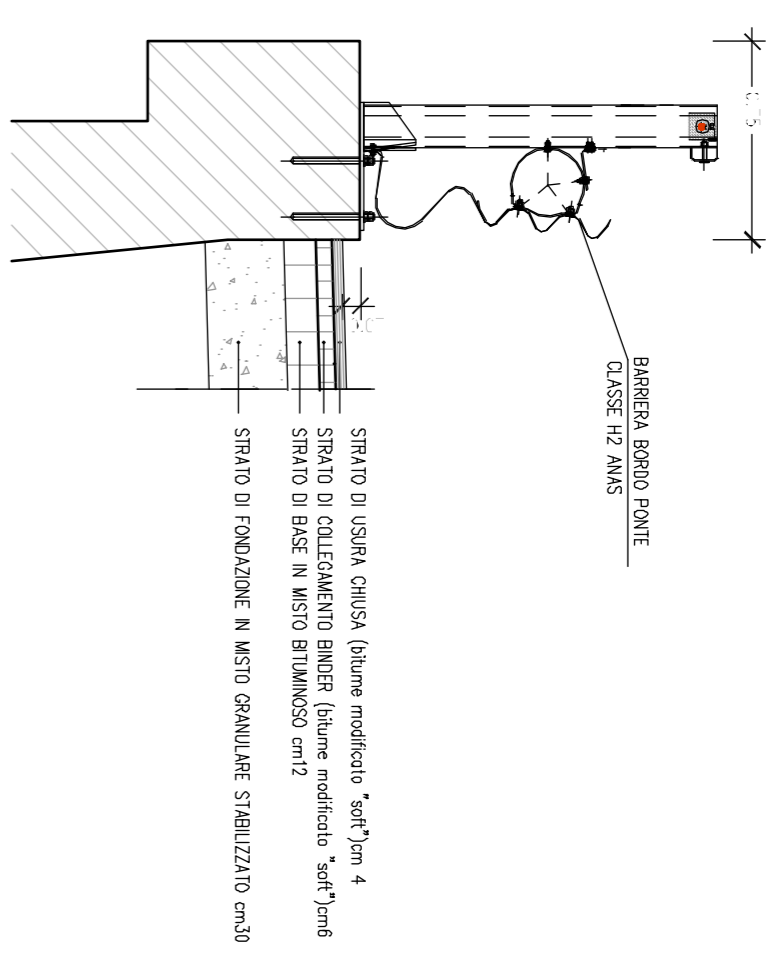 BARRIERA BORDO PONTE
CLASSE H2 ANAS
STRATO DI USURA CHIUSA (bitume modificato "soft")cm 4
STRATO DI COLLEGAMENTO BINDER (bitume modificato "soft")cm6
STRATO DI BASE IN MISTO BITUMINOSO cm12
STRATO DI FONDAZIONE IN MISTO GRANULARE STABILIZZATO cm30